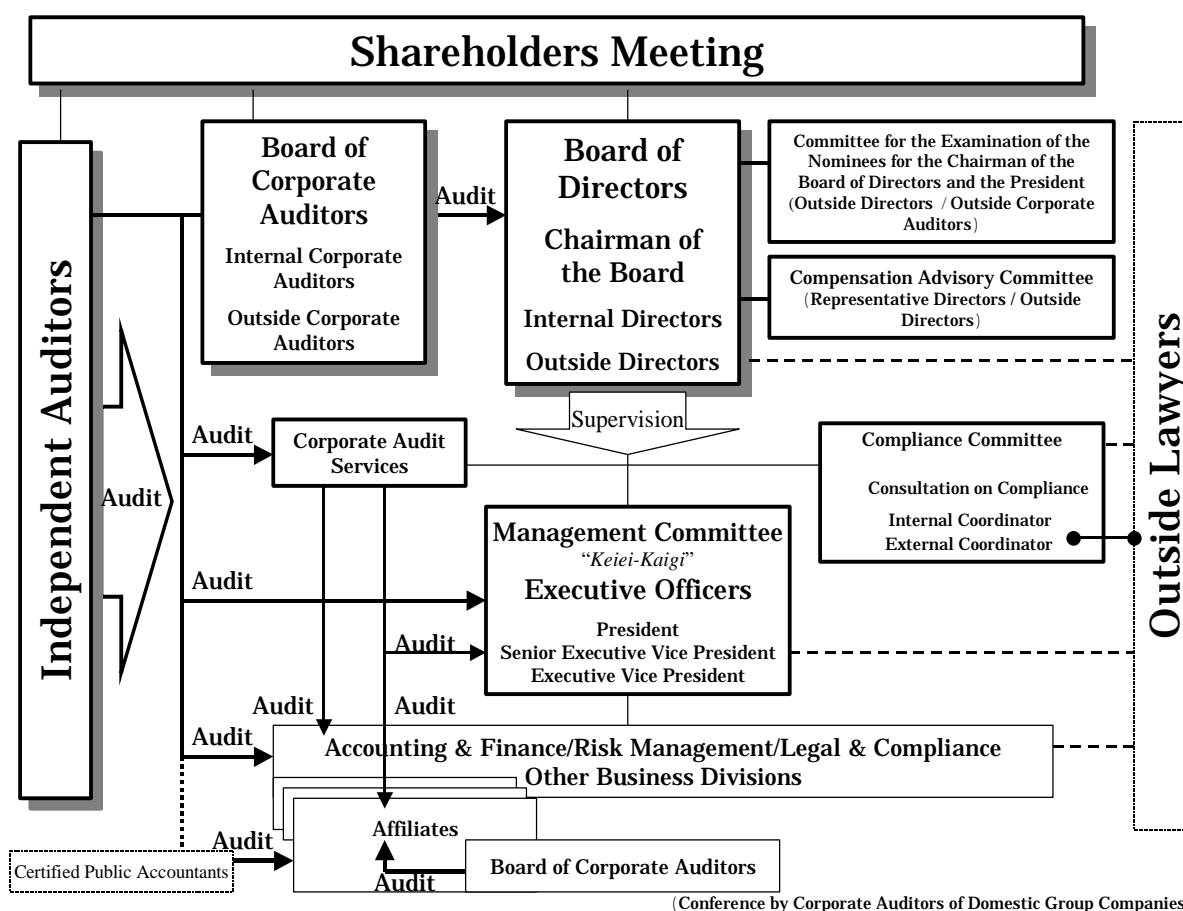 Shareholders Meeting
Independent Auditors
Board of
Corporate
Auditors
Internal Corporate
Auditors
Outside Corporate
Auditors
Audit
Board of
Directors
Chairman of
the Board
Internal Directors
Outside Directors
Committee for the Examination of the
Nominees for the Chairman of the
Board of Directors and the President
(Outside Directors / Outside Corporate
Auditors)
Compensation Advisory Committee
(Representative Directors / Outside
Directors)
Outside Lawyers
Supervision
Audit
Audit
Corporate Audit
Services
Compliance Committee
Consultation on Compliance
Internal Coordinator
External Coordinator
Management Committee
“Keiei-Kaigi”
Executive Officers
President
Senior Executive Vice President
Executive Vice President
Audit
Audit
Audit
Audit
Audit
Accounting & Finance/Risk Management/Legal & Compliance
Other Business Divisions
Affiliates
Audit
Certified Public Accountants
Board of Corporate Auditors
Audit
(Conference by Corporate Auditors of Domestic Group Companies